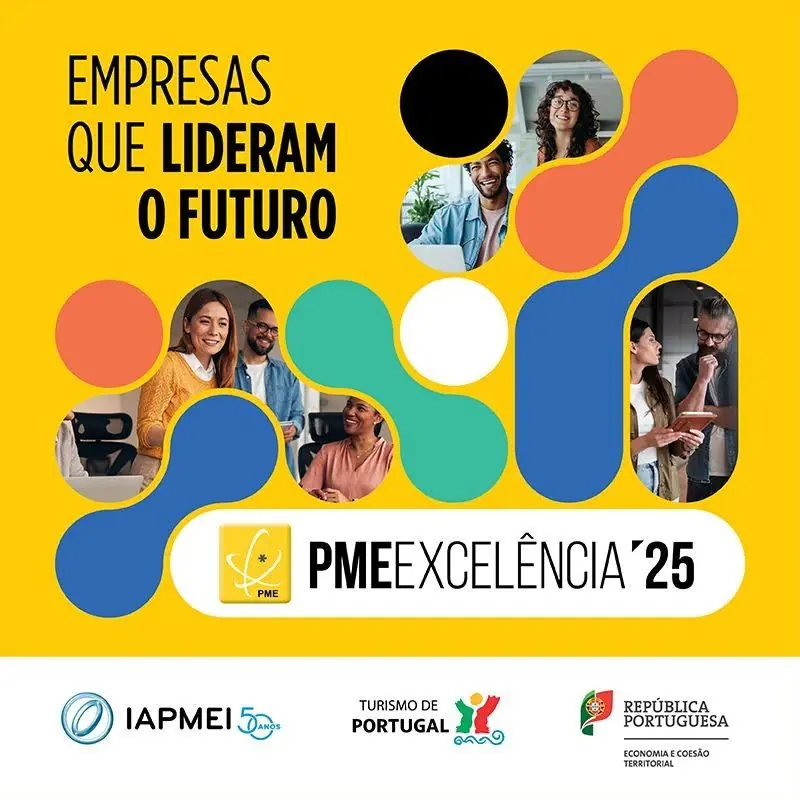 EMPRESAS
QUE LIDERAM
O FUTURO
PME
PMEEXCELÊNCIA ’25
IAPMEI 50 ANOS
TURISMO DE
PORTUGAL
REPÚBLICA
PORTUGUESA
ECONOMIA E COESÃO
TERRITORIAL